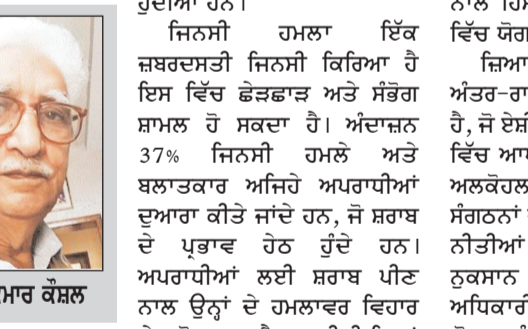 ਜਿਨਸੀ ਹਮਲਾ ਇੱਕ
ਜ਼ਬਰਦਸਤੀ ਜਿਨਸੀ ਕਿਰਿਆ ਹੈ
ਇਸ ਵਿੱਚ ਛੇੜਛਾੜ ਅਤੇ ਸੰਭੋਗ
ਸ਼ਾਮਲ ਹੋ ਸਕਦਾ ਹੈ। ਅੰਦਾਜ਼ਨ
37% ਜਿਨਸੀ ਹਮਲੇ ਅਤੇ
ਬਲਾਤਕਾਰ ਅਜਿਹੇ ਅਪਰਾਧੀਆਂ
ਦੁਆਰਾ ਕੀਤੇ ਜਾਂਦੇ ਹਨ, ਜੋ ਸ਼ਰਾਬ
ਦੇ ਪ੍ਰਭਾਵ ਹੇਠ ਹੁੰਦੇ ਹਨ।
ਅਪਰਾਧੀਆਂ ਲਈ ਸ਼ਰਾਬ ਪੀਣ
ਨਾਲ ਉਨ੍ਹਾਂ ਦੇ ਹਮਲਾਵਰ ਵਿਹਾਰ
ਮਾਰ ਕੌਸ਼ਲ
ਵਿੱਚ ਯੋਗ
ਜ਼ਿਆ
ਅੰਤਰ-ਰਾ
ਹੈ, ਜੋ ਏਸ਼ੀ
ਵਿੱਚ ਆਪ
ਅਲਕੋਹਲ
ਸੰਗਠਨਾਂ
ਨੀਤੀਆਂ
ਨੁਕਸਾਨ
ਅਧਿਕਾਰੀ